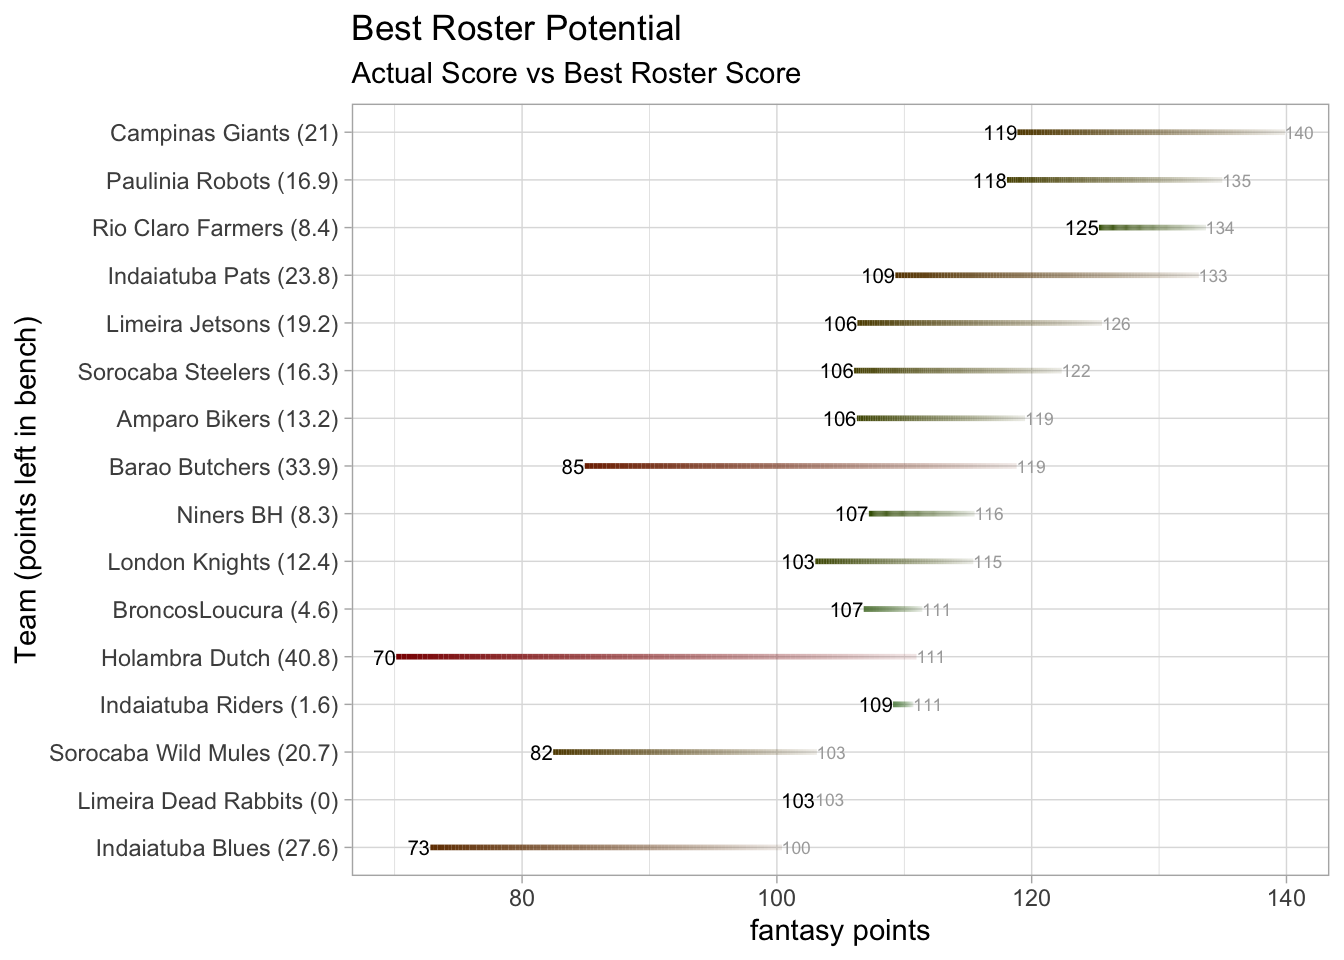 Best Roster Potential
Actual Score vs Best Roster Score
Team (points left in bench)
Campinas Giants (21) 119 140
Paulinia Robots (16.9) 118 135
Rio Claro Farmers (8.4) 125 134
Indaiatuba Pats (23.8) 109 133
Limeira Jetsons (19.2) 106 126
Sorocaba Steelers (16.3) 106 122
Amparo Bikers (13.2) 106 119
Barao Butchers (33.9) 85 119
Niners BH (8.3) 107 116
London Knights (12.4) 103 115
BroncosLoucura (4.6) 107 111
Holambra Dutch (40.8) 70 111
Indaiatuba Riders (1.6) 109 111
Sorocaba Wild Mules (20.7) 82 103
Limeira Dead Rabbits (0) 103 103
Indaiatuba Blues (27.6) 73 100
80 100 120 140
fantasy points